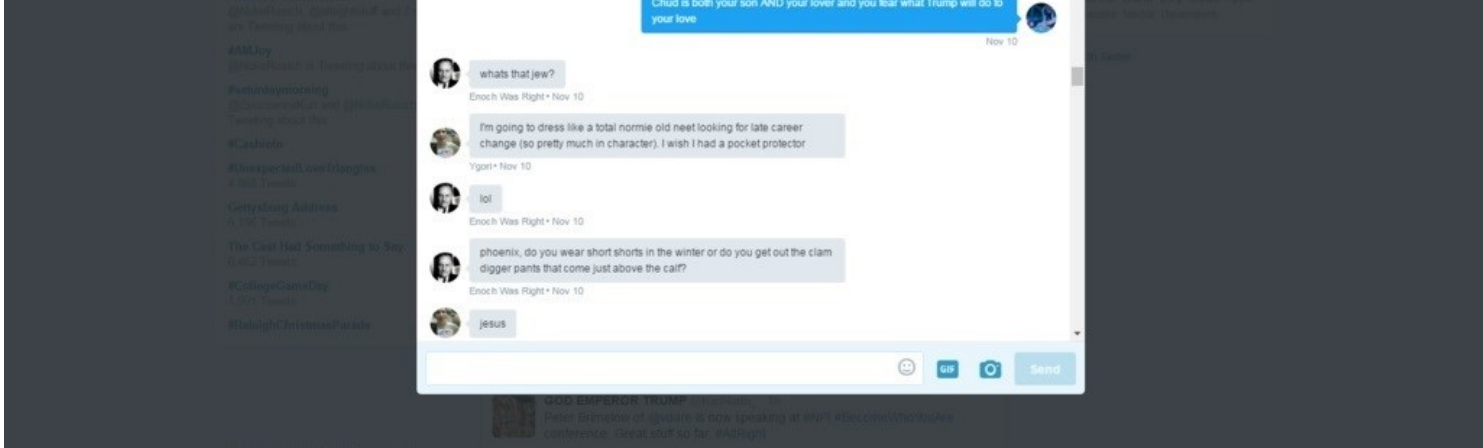 Chud is both your son AND your lover and you fear what Trump will do to
your love
Nov 10
whats that jew?
Enoch Was Right • Nov 10
I'm going to dress like a total normie old neet looking for late career
change (so pretty much in character). I wish I had a pocket protector
Ygori • Nov 10
lol
Enoch Was Right • Nov 10
phoenix, do you wear short shorts in the winter or do you get out the clam
digger pants that come just above the calf?
Enoch Was Right • Nov 10
jesus
GIF
Send
#AMJoy
#saturdaymorning
Tweeting about this
#Cashinin
#UnexpectedLoveTriangles
Gettysburg Address
The Cast Had Something to Say
#CollegeGameDay
#RaleighChristmasParade
GOD EMPEROR TRUMP
Peter Brimelow of @vdare is now speaking at #NPI #BecomeWhoWeAre
conference. Great stuff so far. #AltRight